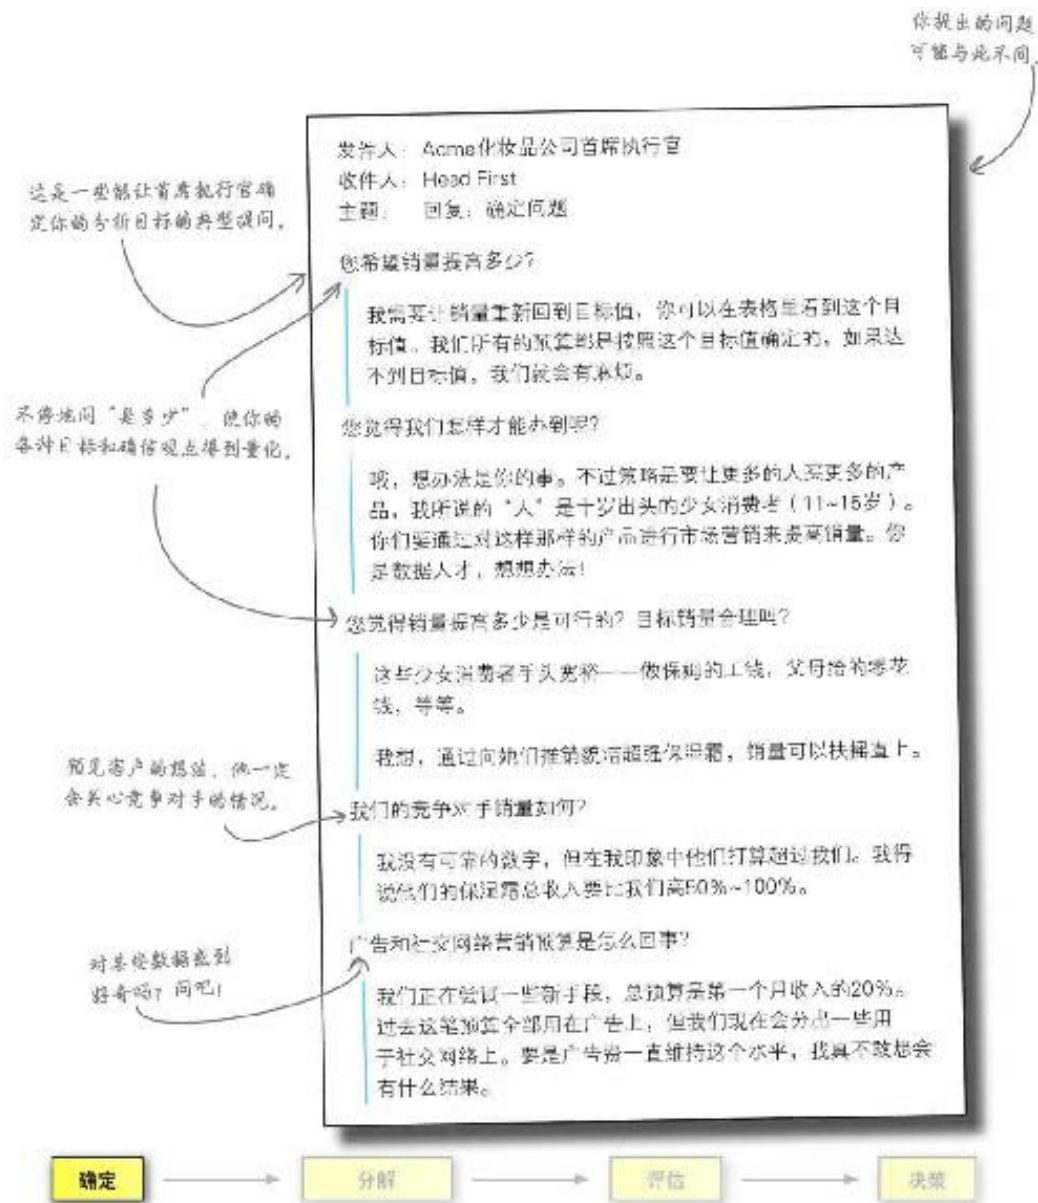 你提出的问题
可能与此不同。
发件人： Acme化妆品公司首席执行官
收件人： Head First
主题： 回复：确定问题
这是一些能让首席执行官确
定你的分析目标的典型提问。
您希望销量提高多少？
我需要让销量重新回到目标值，你可以在表格里看到这个目
标值。我们所有的预算都是按照这个目标值确定的，如果达
不到目标值，我们就会有麻烦。
不停地问“是多少”，使你的
各种目标和确信观点得到量化。
您觉得我们怎样才能办到呢？
哦，想办法是你的事。不过策略是要让更多的人买更多的产
品，我所说的“人”是十岁出头的少女消费者（11~15岁）。
你们要通过对这样那样的产品进行市场营销来提高销量。你
是数据人才，想想办法！
您觉得销量提高多少是可行的？目标销量合理吗？
这些少女消费者手头宽裕——做保姆的工钱，父母给的零花
钱，等等。
我想，通过向她们推销貌洁超强保湿霜，销量可以扶摇直上。
预见客户的想法，他一定
会关心竞争对手的情况。
我们的竞争对手销量如何？
我没有可靠的数字，但在我印象中他们打算超过我们。我得
说他们的保湿霜总收入要比我们高50%~100%。
对某些数据感到
好奇吗？问吧！
广告和社交网络营销预算是怎么回事？
我们正在尝试一些新手段，总预算是第一个月收入的20%。
过去这笔预算全部用在广告上，但我们现在会分出一些用
于社交网络上。要是广告费一直维持这个水平，我真不敢想会
有什么结果。
确定
分解
评估
决策